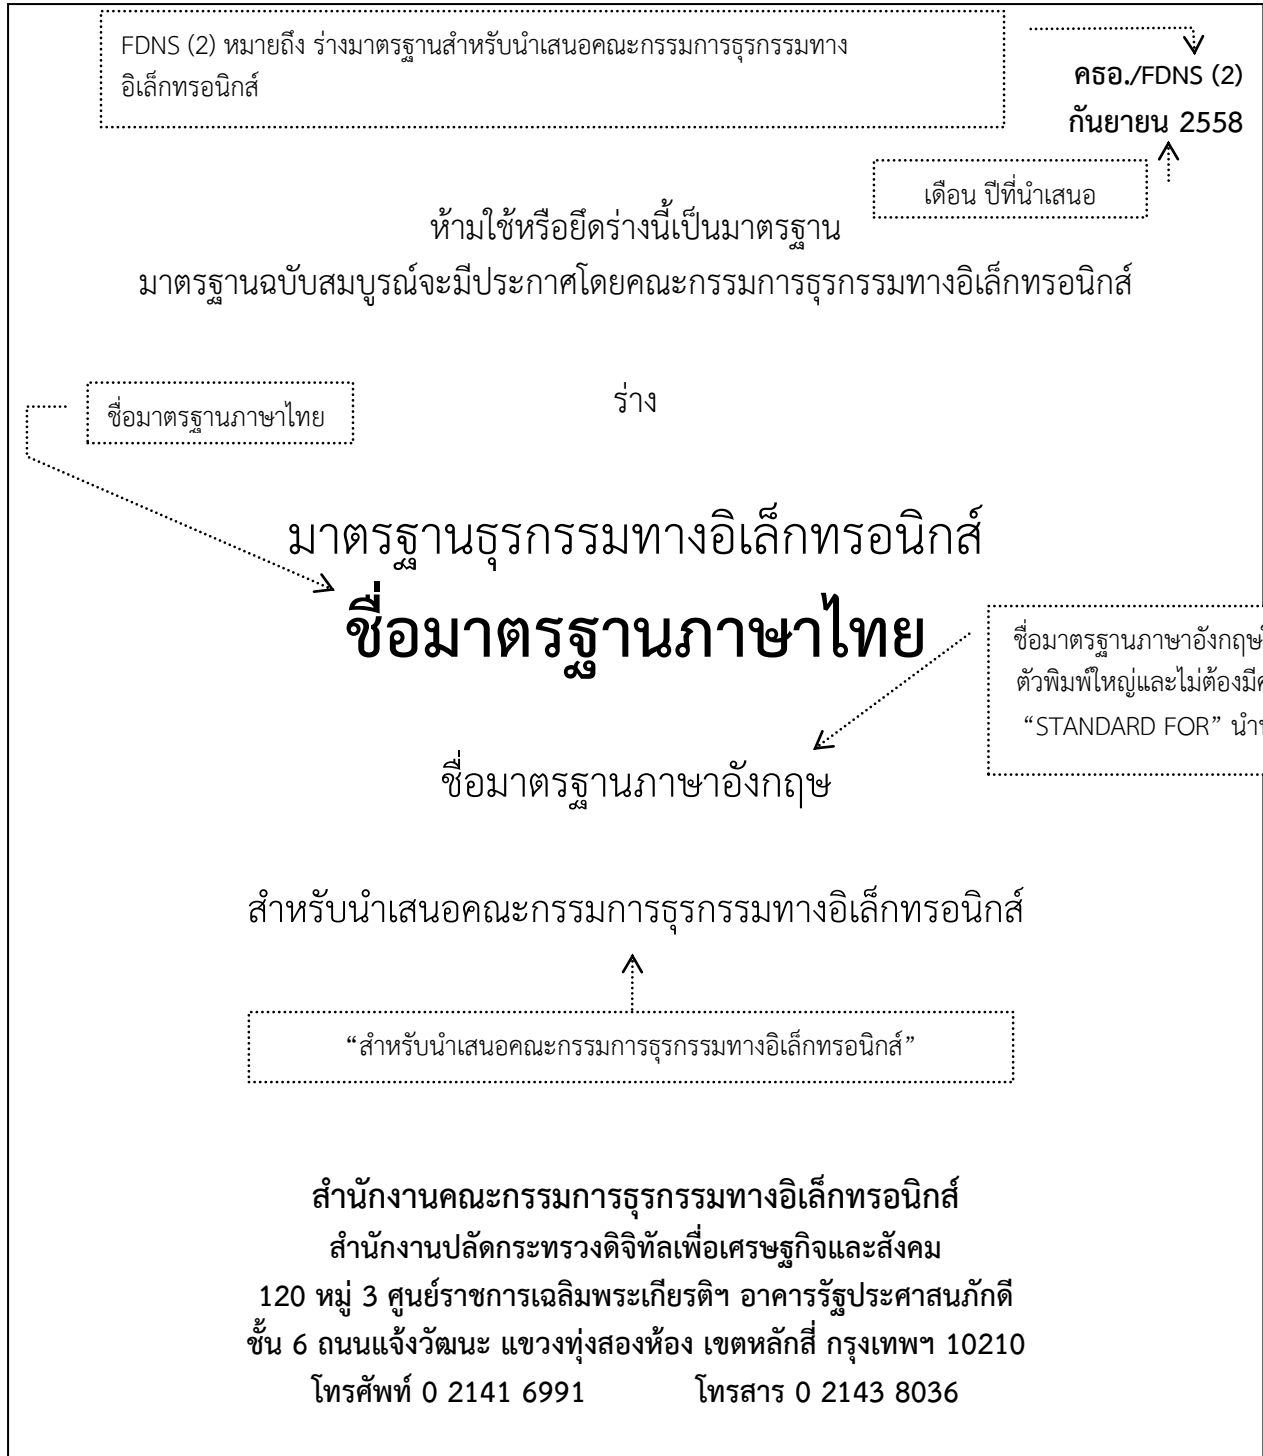 FDNS (2) หมายถึง ร่างมาตรฐานสำหรับนำเสนอคณะกรรมการธุรกรรมทาง
อิเล็กทรอนิกส์
คธอ./FDNS (2)
กันยายน 2558
เดือน ปีที่นำเสนอ
ห้ามใช้หรือยึดร่างนี้เป็นมาตรฐาน
มาตรฐานฉบับสมบูรณ์จะมีประกาศโดยคณะกรรมการธุรกรรมทางอิเล็กทรอนิกส์
ร่าง
ชื่อมาตรฐานภาษาไทย
มาตรฐานธุรกรรมทางอิเล็กทรอนิกส์
ชื่อมาตรฐานภาษาไทย
ชื่อมาตรฐานภาษาอังกฤษ
ตัวพิมพ์ใหญ่และไม่ต้องมี
“STANDARD FOR”
ชื่อมาตรฐานภาษาอังกฤษ
สำหรับนำเสนอคณะกรรมการธุรกรรมทางอิเล็กทรอนิกส์
“สำหรับนำเสนอคณะกรรมการธุรกรรมทางอิเล็กทรอนิกส์”
สำนักงานคณะกรรมการธุรกรรมทางอิเล็กทรอนิกส์
สำนักงานปลัดกระทรวงดิจิทัลเพื่อเศรษฐกิจและสังคม
120 หมู่ 3 ศูนย์ราชการเฉลิมพระเกียรติฯ อาคารรัฐประศาสนภักดี
ชั้น 6 ถนนแจ้งวัฒนะ แขวงทุ่งสองห้อง เขตหลักสี่ กรุงเทพฯ 10210
โทรศัพท์ 0 2141 6991 โทรสาร 0 2143 8036